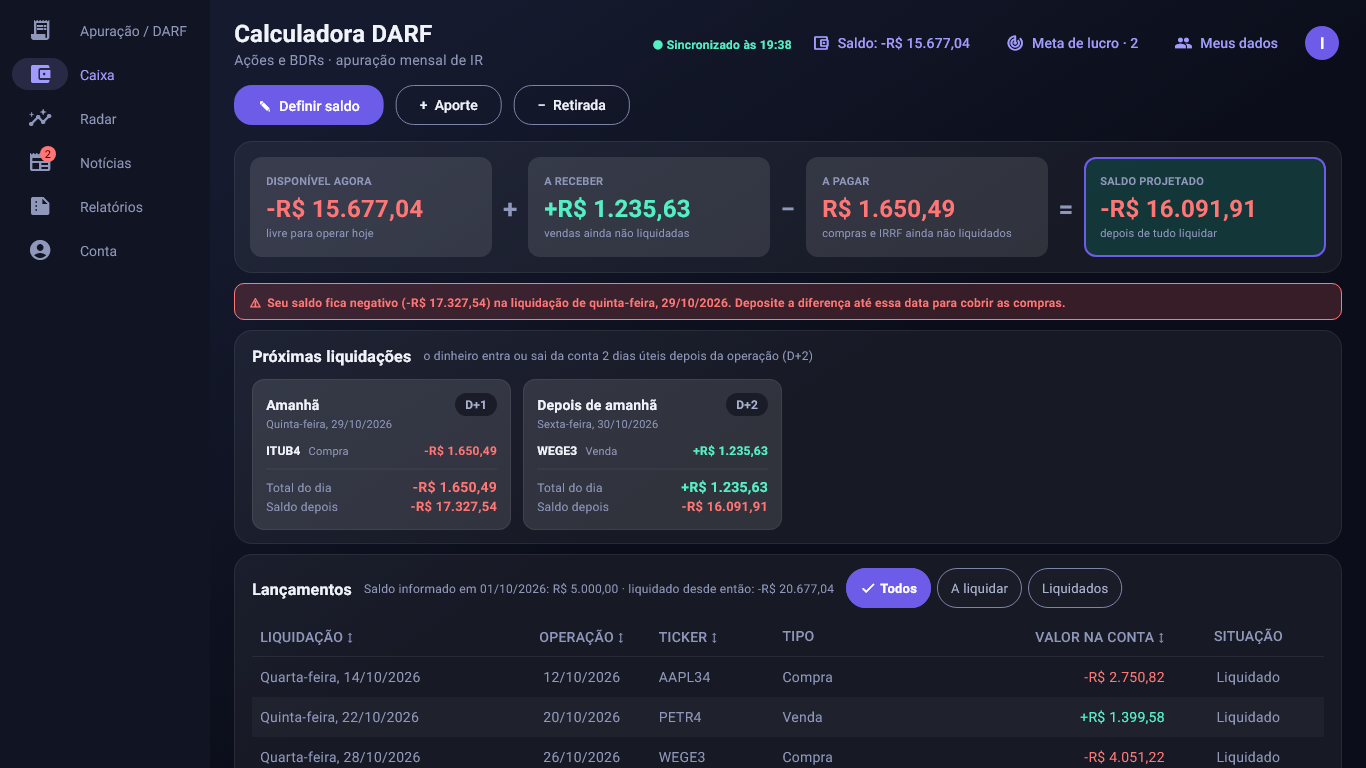 Apuração / DARF
Caixa
Radar
2
Notícias
Relatórios
Conta
Calculadora DARF
Ações e BDRs · apuração mensal de IR
Sincronizado às 19:38
Saldo: -R$ 15.677,04
Meta de lucro · 2
Meus dados
I
Definir saldo
+ Aporte
− Retirada
DISPONÍVEL AGORA
-R$ 15.677,04
livre para operar hoje
+
A RECEBER
+R$ 1.235,63
vendas ainda não liquidadas
−
A PAGAR
R$ 1.650,49
compras e IRRF ainda não liquidados
=
SALDO PROJETADO
-R$ 16.091,91
depois de tudo liquidar
⚠ Seu saldo fica negativo (-R$ 17.327,54) na liquidação de quinta-feira, 29/10/2026. Deposite a diferença até essa data para cobrir as compras.
Próximas liquidações o dinheiro entra ou sai da conta 2 dias úteis depois da operação (D+2)
Amanhã D+1
Quinta-feira, 29/10/2026
ITUB4 Compra -R$ 1.650,49
Total do dia -R$ 1.650,49
Saldo depois -R$ 17.327,54
Depois de amanhã D+2
Sexta-feira, 30/10/2026
WEGE3 Venda +R$ 1.235,63
Total do dia +R$ 1.235,63
Saldo depois -R$ 16.091,91
Lançamentos Saldo informado em 01/10/2026: R$ 5.000,00 · liquidado desde então: -R$ 20.677,04
✓ Todos
A liquidar
Liquidados
LIQUIDAÇÃO ↕ OPERAÇÃO ↕ TICKER ↕ TIPO VALOR NA CONTA ↕ SITUAÇÃO
Quarta-feira, 14/10/2026 12/10/2026 AAPL34 Compra -R$ 2.750,82 Liquidado
Quinta-feira, 22/10/2026 20/10/2026 PETR4 Venda +R$ 1.399,58 Liquidado
Quarta-feira, 28/10/2026 26/10/2026 WEGE3 Compra -R$ 4.051,22 Liquidado